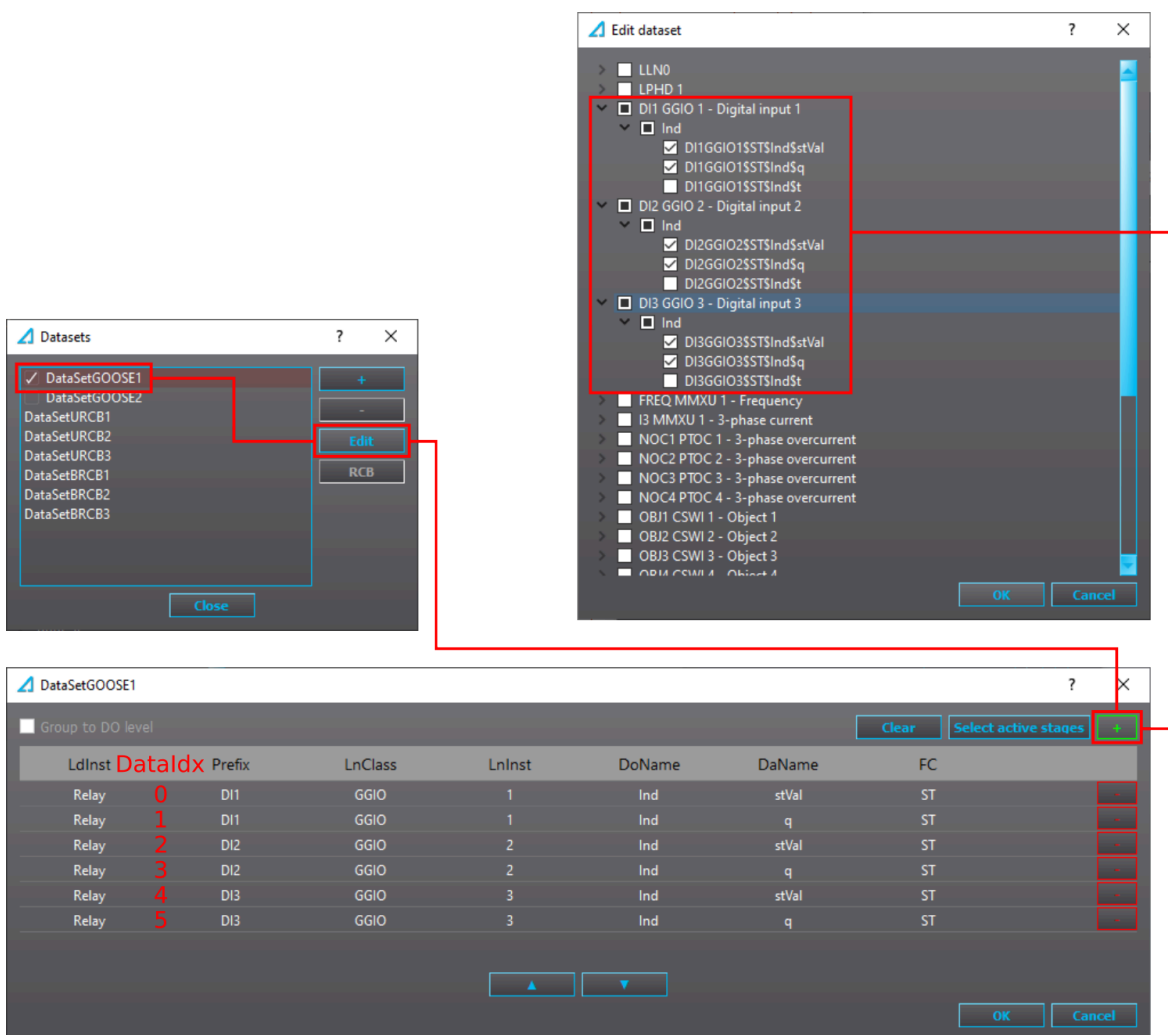 Edit dataset ? ×
LLN0
LPHD 1
DI1 GGIO 1 - Digital input 1
Ind
DI1GGIO1$ST$Ind$stVal
DI1GGIO1$ST$Ind$q
DI1GGIO1$ST$Ind$t
DI2 GGIO 2 - Digital input 2
Ind
DI2GGIO2$ST$Ind$stVal
DI2GGIO2$ST$Ind$q
DI2GGIO2$ST$Ind$t
DI3 GGIO 3 - Digital input 3
Ind
DI3GGIO3$ST$Ind$stVal
DI3GGIO3$ST$Ind$q
DI3GGIO3$ST$Ind$t
FREQ MMXU 1 - Frequency
I3 MMXU 1 - 3-phase current
NOC1 PTOC 1 - 3-phase overcurrent
NOC2 PTOC 2 - 3-phase overcurrent
NOC3 PTOC 3 - 3-phase overcurrent
NOC4 PTOC 4 - 3-phase overcurrent
OBJ1 CSWI 1 - Object 1
OBJ2 CSWI 2 - Object 2
OBJ3 CSWI 3 - Object 3
OBJ4 CSWI 4 - Object 4
OK Cancel
Datasets ? ×
DataSetGOOSE1
DataSetGOOSE2
DataSetURCB1
DataSetURCB2
DataSetURCB3
DataSetBRCB1
DataSetBRCB2
DataSetBRCB3
+
-
Edit
RCB
Close
DataSetGOOSE1 ? ×
Group to DO level Clear Select active stages +
LdInst DataIdx Prefix LnClass LnInst DoName DaName FC
Relay 0 DI1 GGIO 1 Ind stVal ST -
Relay 1 DI1 GGIO 1 Ind q ST -
Relay 2 DI2 GGIO 2 Ind stVal ST -
Relay 3 DI2 GGIO 2 Ind q ST -
Relay 4 DI3 GGIO 3 Ind stVal ST -
Relay 5 DI3 GGIO 3 Ind q ST -
OK Cancel